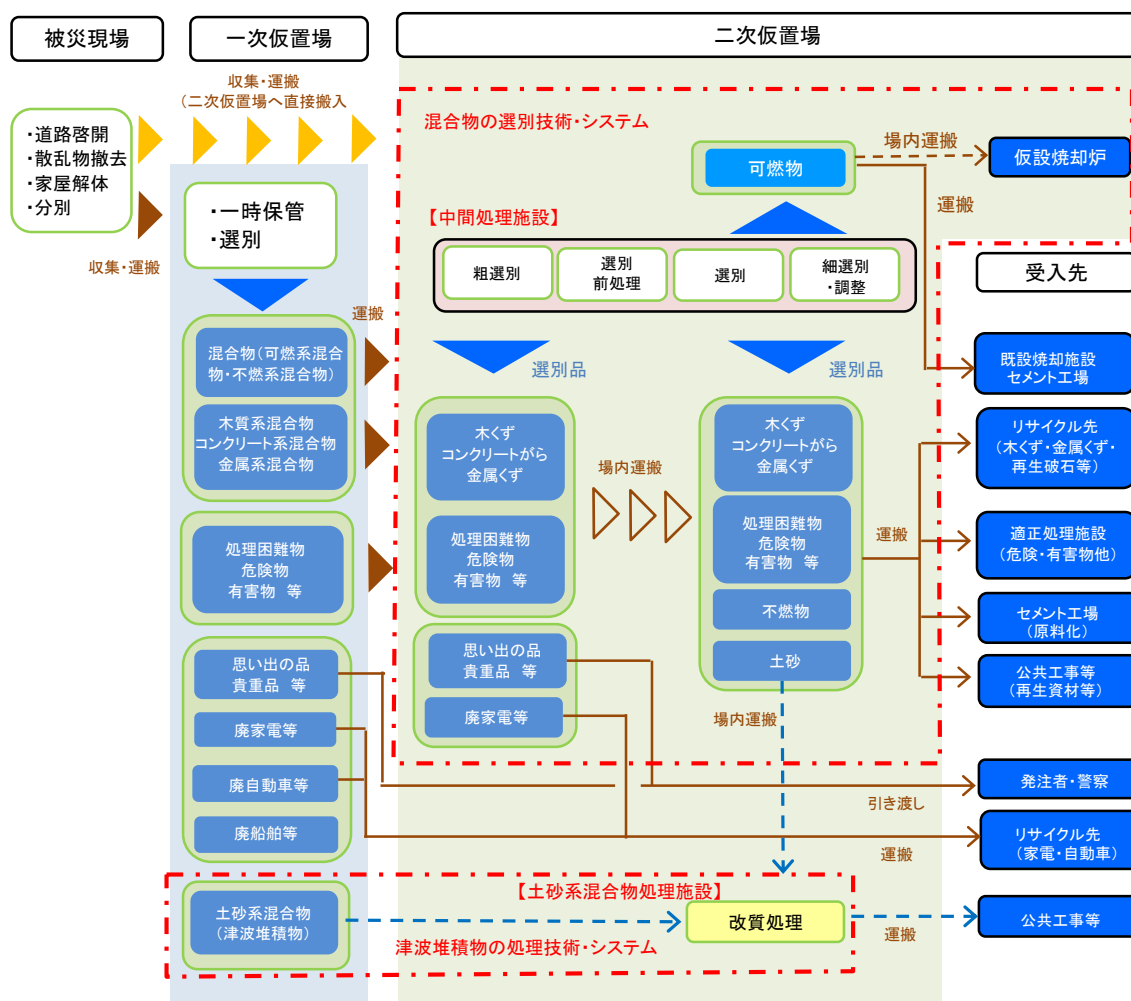 被災現場
一次仮置場
二次仮置場
収集・運搬
(二次仮置場へ直接搬入
・道路啓開
・散乱物撤去
・家屋解体
・分別
収集・運搬
・一時保管
・選別
運搬
混合物(可燃系混合
物・不燃系混合物)
木質系混合物
コンクリート系混合物
金属系混合物
処理困難物
危険物
有害物 等
思い出の品
貴重品 等
廃家電等
廃自動車等
廃船舶等
土砂系混合物
(津波堆積物)
混合物の選別技術・システム
可燃物
場内運搬
仮設焼却炉
運搬
【中間処理施設】
粗選別
選別
前処理
選別
細選別
・調整
選別品
選別品
木くず
コンクリートがら
金属くず
処理困難物
危険物
有害物 等
思い出の品
貴重品 等
廃家電等
場内運搬
木くず
コンクリートがら
金属くず
処理困難物
危険物
有害物 等
不燃物
土砂
運搬
場内運搬
受入先
既設焼却施設
セメント工場
リサイクル先
(木くず・金属くず・
再生砕石等)
適正処理施設
(危険・有害物他)
セメント工場
(原料化)
公共工事等
(再生資材等)
引き渡し
発注者・警察
運搬
リサイクル先
(家電・自動車)
【土砂系混合物処理施設】
改質処理
津波堆積物の処理技術・システム
運搬
公共工事等